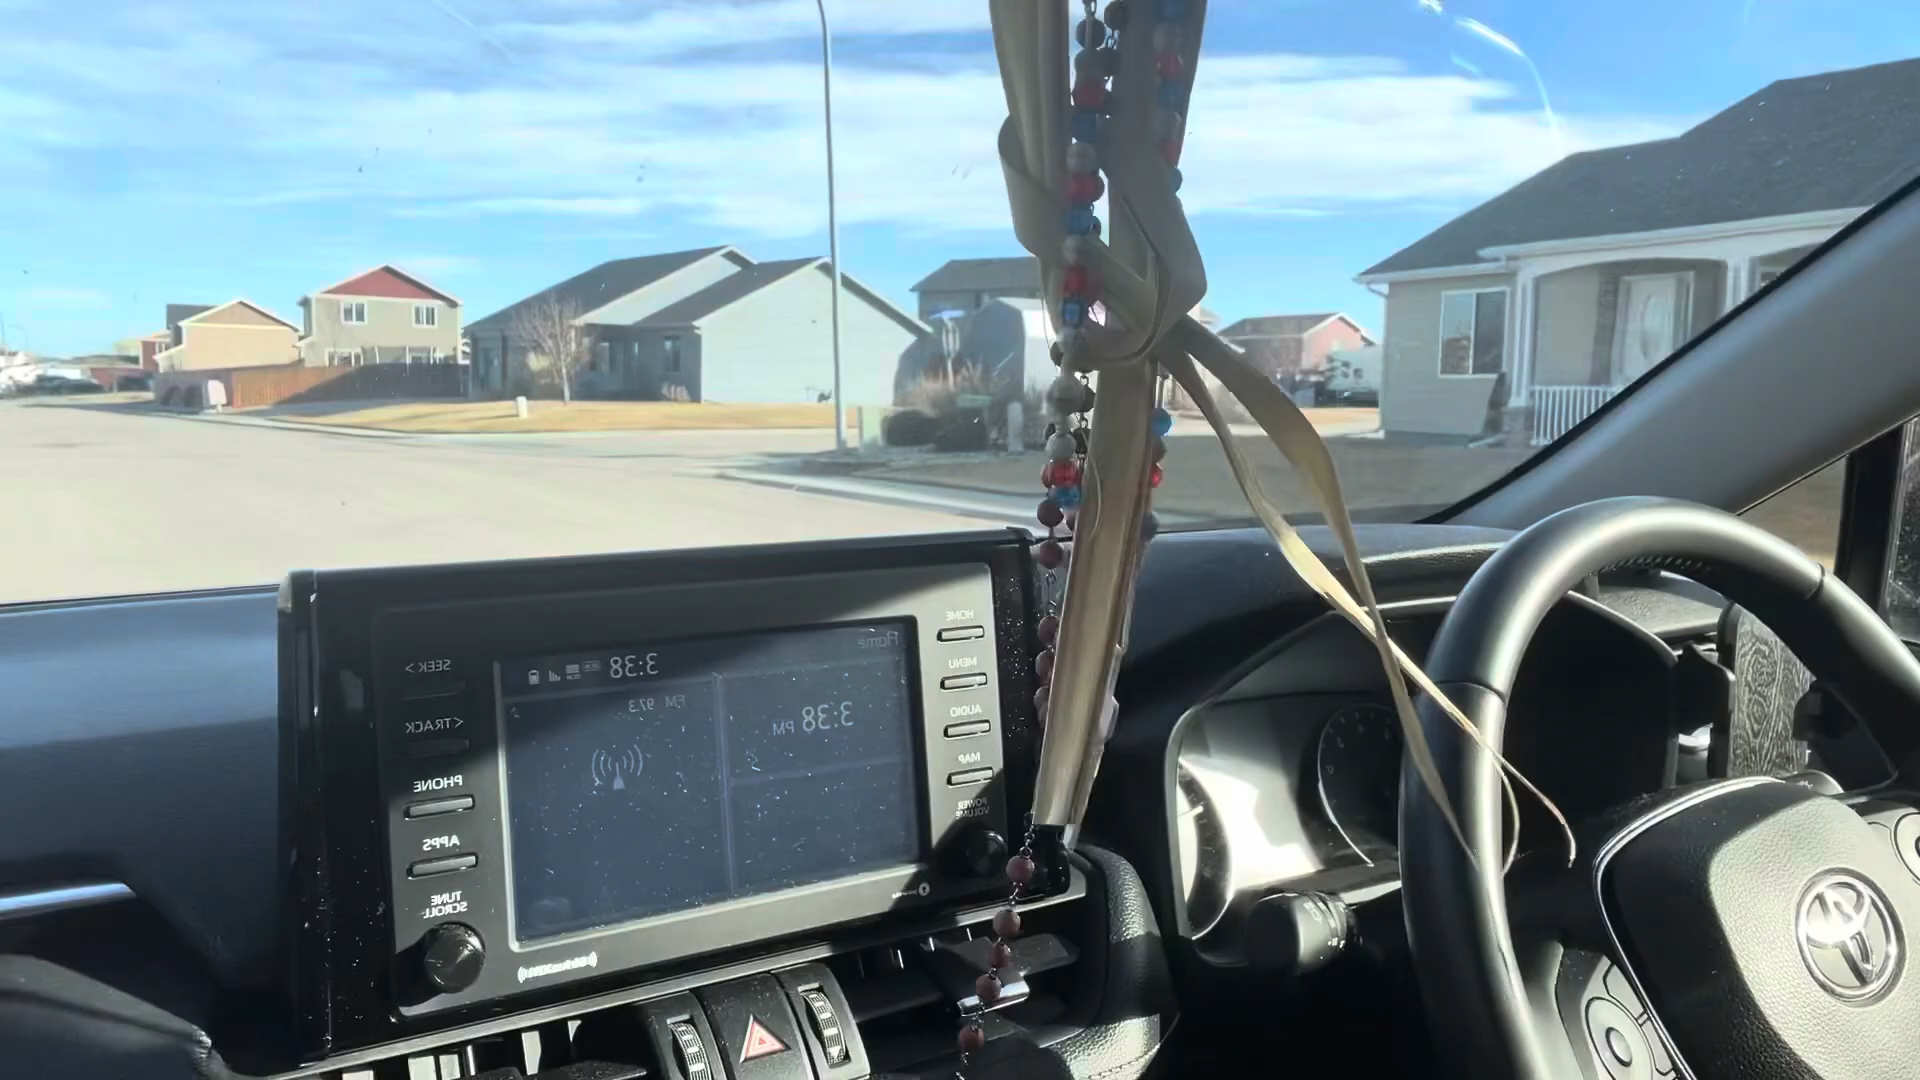 HOME
MENU
AUDIO
MAP
POWER
VOLUME
Home
3:38
3:38 PM
FM 97.3
SEEK >
< TRACK
PHONE
APPS
TUNE
SCROLL